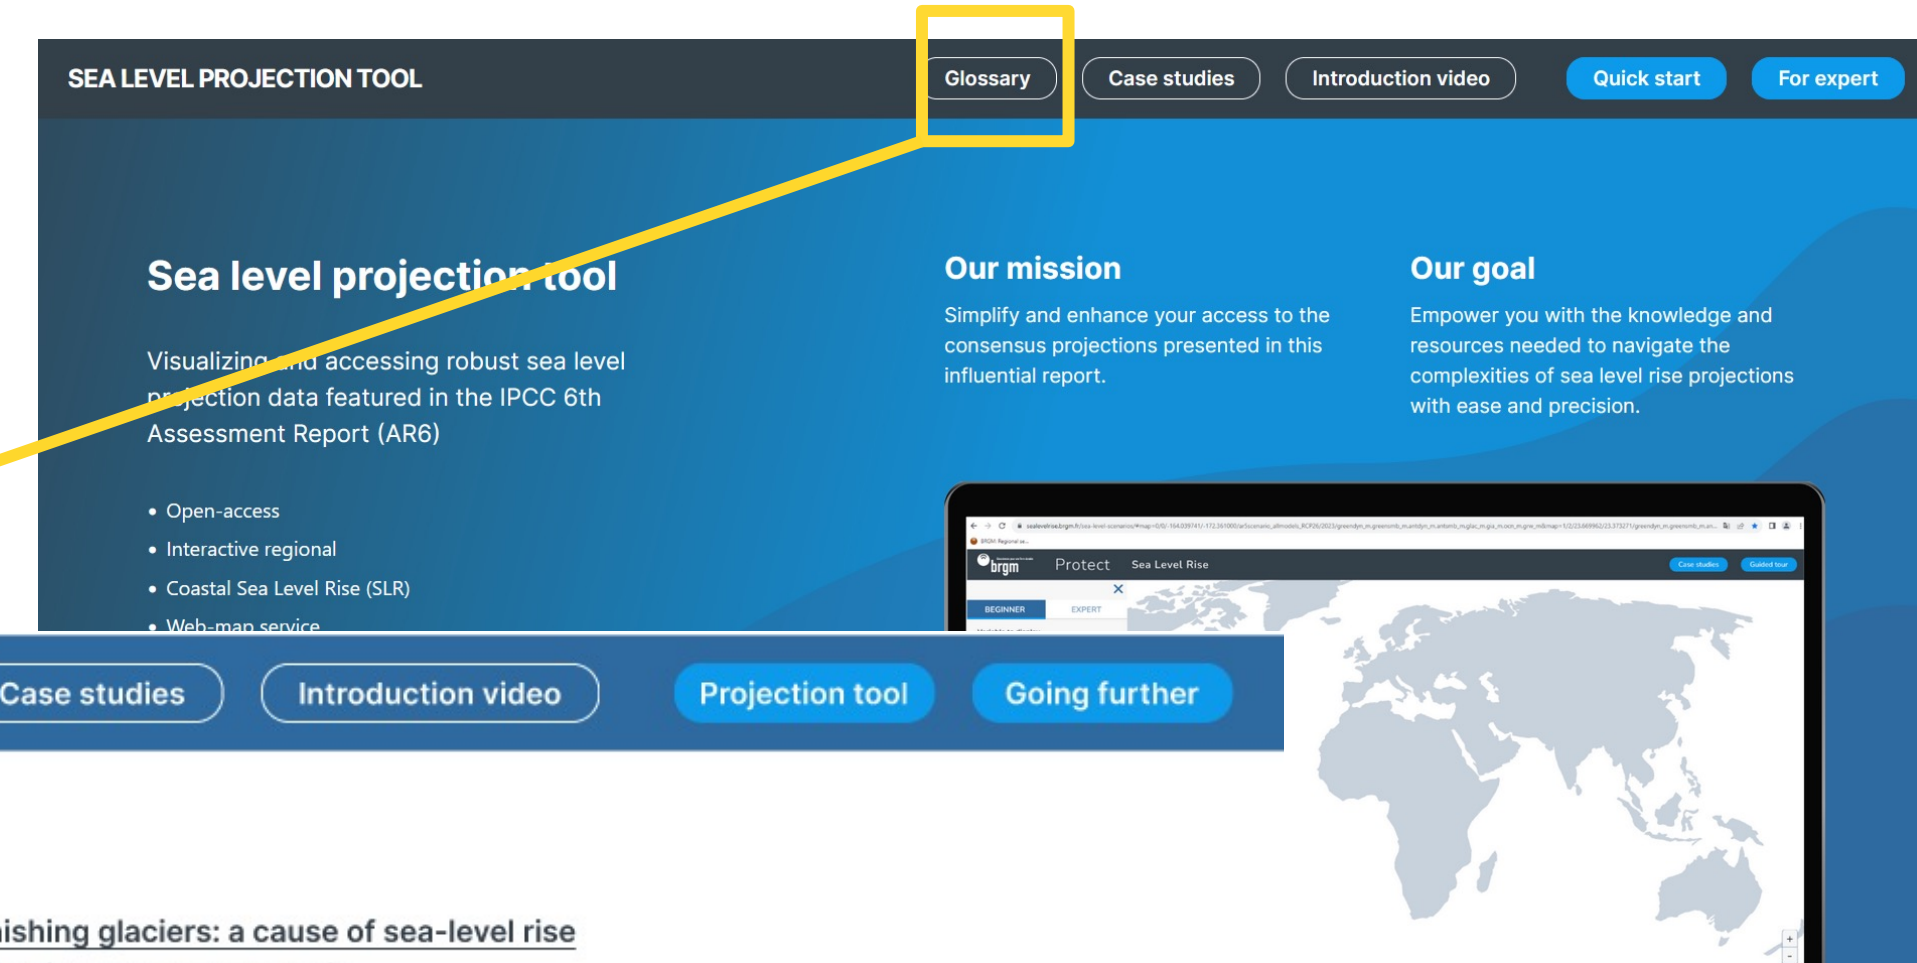 SEA LEVEL PROJECTION TOOL
Glossary
Case studies
Introduction video
Quick start
For expert
Sea level projection tool
Visualizing and accessing robust sea level
projection data featured in the IPCC 6th
Assessment Report (AR6)
• Open-access
• Interactive regional
• Coastal Sea Level Rise (SLR)
• Web-map service
Our mission
Simplify and enhance your access to the
consensus projections presented in this
influential report.
Our goal
Empower you with the knowledge and
resources needed to navigate the
complexities of sea level rise projections
with ease and precision.
brgm
Protect
Sea Level Rise
Case studies
Guided tour
BEGINNER
EXPERT
Case studies
Introduction video
Projection tool
Going further
ishing glaciers: a cause of sea-level rise